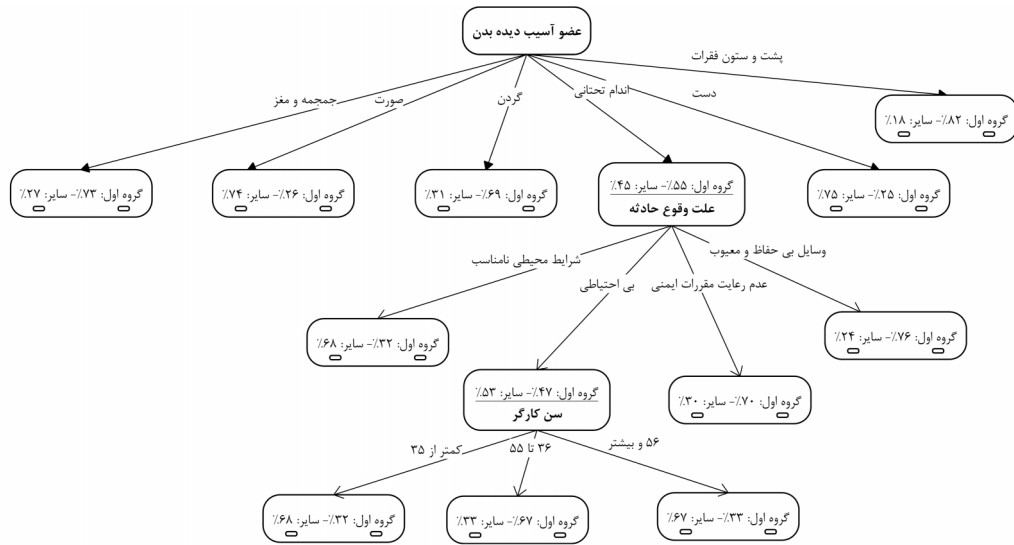 عضو آسیب دیده بدن
پشت و ستون فقرات
دست
اندام تحتانی
گردن
صورت
جمجمه و مغز
گروه اول: ۸۲٪- سایر: ۱۸٪
گروه اول: ۲۵٪- سایر: ۷۵٪
گروه اول: ۵۵٪- سایر: ۴۵٪
علت وقوع حادثه
گروه اول: ۶۹٪- سایر: ۳۱٪
گروه اول: ۲۶٪- سایر: ۷۴٪
گروه اول: ۷۳٪- سایر: ۲۷٪
وسایل بی حفاظ و معیوب
عدم رعایت مقررات ایمنی
بی احتیاطی
شرایط محیطی نامناسب
گروه اول: ۷۶٪- سایر: ۲۴٪
گروه اول: ۷۰٪- سایر: ۳۰٪
گروه اول: ۴۷٪- سایر: ۵۳٪
سن کارگر
گروه اول: ۳۲٪- سایر: ۶۸٪
۵۶ و بیشتر
۳۶ تا ۵۵
کمتر از ۳۵
گروه اول: ۳۳٪- سایر: ۶۷٪
گروه اول: ۶۷٪- سایر: ۳۳٪
گروه اول: ۳۲٪- سایر: ۶۸٪